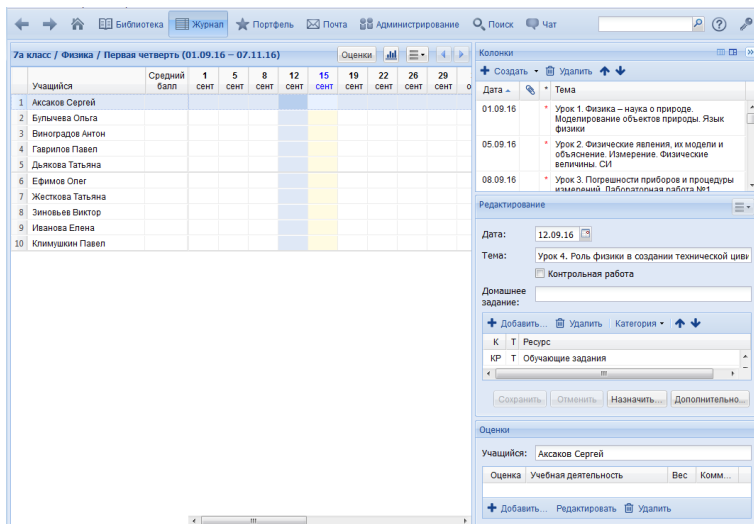 Библиотека Журнал Портфель Почта Администрирование Поиск Чат
7а класс / Физика / Первая четверть (01.09.16 – 07.11.16) Оценки
Учащийся Средний балл 1 сент 5 сент 8 сент 12 сент 15 сент 19 сент 22 сент 26 сент 29 сент
1 Аксаков Сергей
2 Булычева Ольга
3 Виноградов Антон
4 Гаврилов Павел
5 Дьякова Татьяна
6 Ефимов Олег
7 Жесткова Татьяна
8 Зиновьев Виктор
9 Иванова Елена
10 Климушкин Павел
Колонки
Создать Удалить
Дата * Тема
01.09.16 * Урок 1. Физика – наука о природе.
Моделирование объектов природы. Язык
физики
05.09.16 * Урок 2. Физические явления, их модели и
объяснение. Измерение. Физические
величины. СИ
08.09.16 * Урок 3. Погрешности приборов и процедуры
измерений. Лабораторная работа №1
Редактирование
Дата: 12.09.16
Тема: Урок 4. Роль физики в создании технической циви
Контрольная работа
Домашнее
задание:
Добавить... Удалить Категория
К Т Ресурс
КР Т Обучающие задания
Сохранить Отменить Назначить... Дополнительно...
Оценки
Учащийся: Аксаков Сергей
Оценка Учебная деятельность Вес Комм...
Добавить... Редактировать Удалить